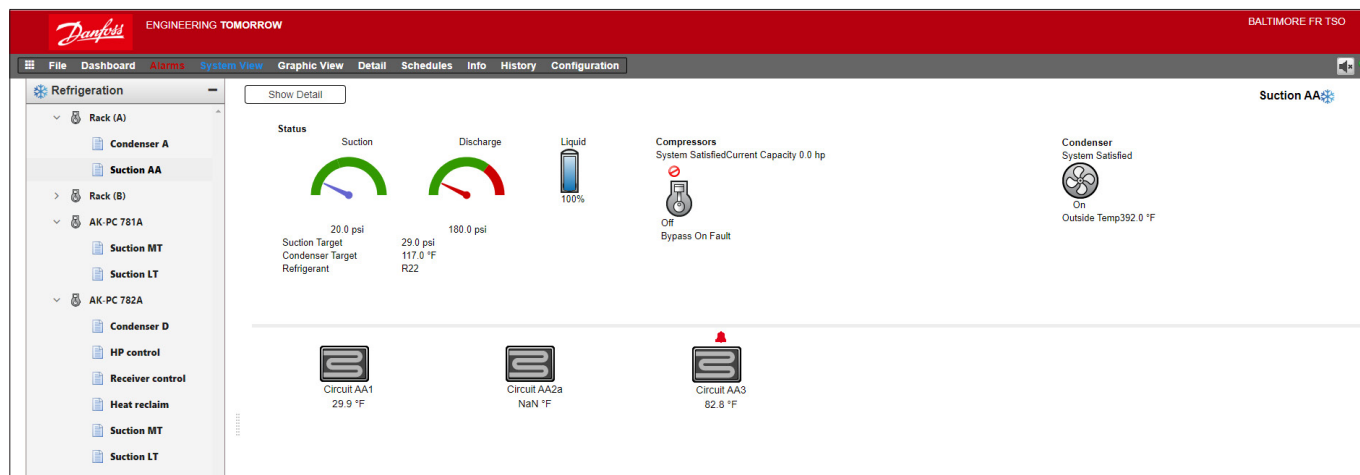 Danfoss
ENGINEERING TOMORROW
BALTIMORE FR TSO
File Dashboard Alarms System View Graphic View Detail Schedules Info History Configuration
Refrigeration
Show Detail
Suction AA
Rack (A)
Condenser A
Suction AA
Rack (B)
AK-PC 781A
Suction MT
Suction LT
AK-PC 782A
Condenser D
HP control
Receiver control
Heat reclaim
Suction MT
Suction LT
Status
Suction
Discharge
Liquid
100%
20.0 psi
180.0 psi
Suction Target 29.0 psi
Condenser Target 117.0 °F
Refrigerant R22
Compressors
System SatisfiedCurrent Capacity 0.0 hp
Off
Bypass On Fault
Condenser
System Satisfied
On
Outside Temp392.0 °F
Circuit AA1
29.9 °F
Circuit AA2a
NaN °F
Circuit AA3
82.8 °F